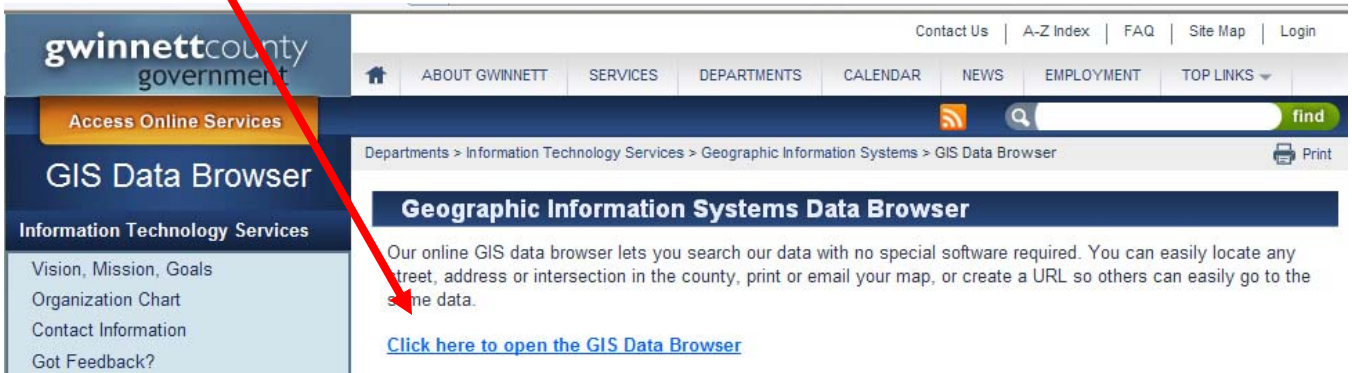 gwinnettcounty
government
Contact Us | A-Z Index | FAQ | Site Map | Login
ABOUT GWINNETT SERVICES DEPARTMENTS CALENDAR NEWS EMPLOYMENT TOP LINKS
Access Online Services
find
GIS Data Browser
Departments > Information Technology Services > Geographic Information Systems > GIS Data Browser
Print
Information Technology Services
Vision, Mission, Goals
Organization Chart
Contact Information
Got Feedback?
Geographic Information Systems Data Browser
Our online GIS data browser lets you search our data with no special software required. You can easily locate any
street, address or intersection in the county, print or email your map, or create a URL so others can easily go to the
same data.
Click here to open the GIS Data Browser